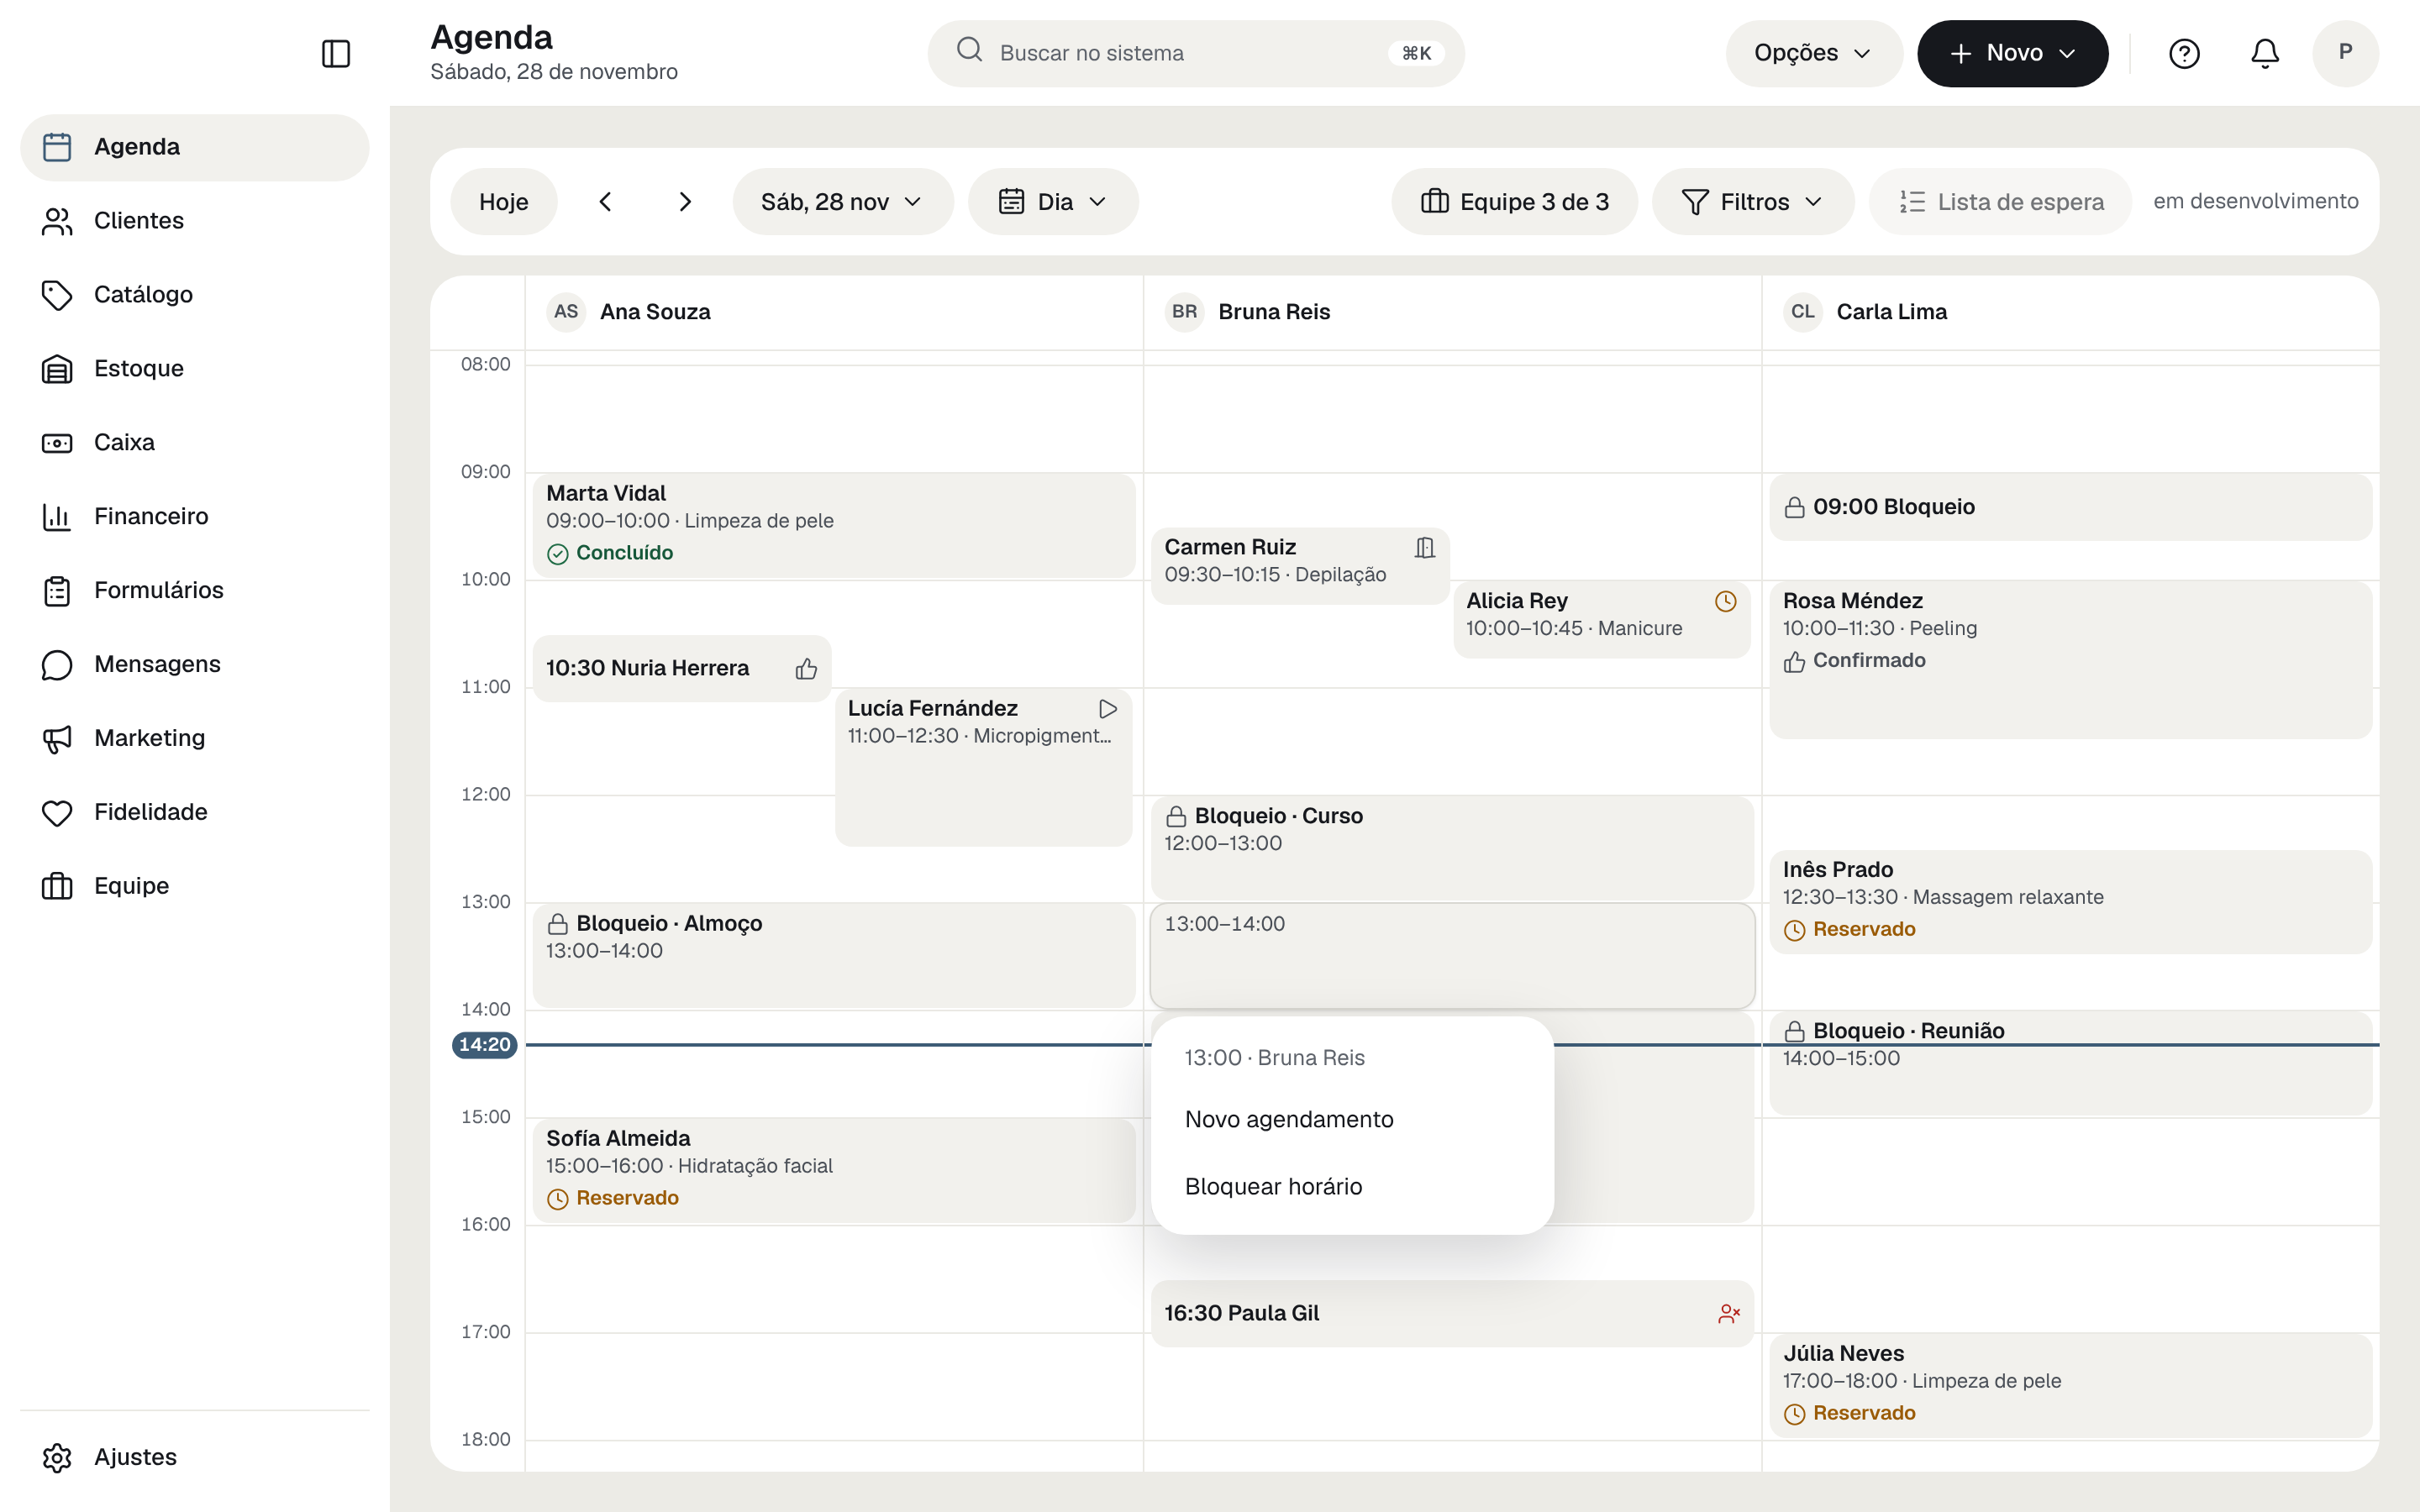 Agenda
Sábado, 28 de novembro
Buscar no sistema
⌘K
Opções
Novo
P
Agenda
Clientes
Catálogo
Estoque
Caixa
Financeiro
Formulários
Mensagens
Marketing
Fidelidade
Equipe
Ajustes
Hoje
Sáb, 28 nov
Dia
Equipe 3 de 3
Filtros
Lista de espera
em desenvolvimento
AS Ana Souza
BR Bruna Reis
CL Carla Lima
08:00
09:00
10:00
11:00
12:00
13:00
14:00
14:20
15:00
16:00
17:00
18:00
Marta Vidal
09:00–10:00 · Limpeza de pele
Concluído
10:30 Nuria Herrera
Lucía Fernández
11:00–12:30 · Micropigment...
Bloqueio · Almoço
13:00–14:00
Sofía Almeida
15:00–16:00 · Hidratação facial
Reservado
Carmen Ruiz
09:30–10:15 · Depilação
Alicia Rey
10:00–10:45 · Manicure
Bloqueio · Curso
12:00–13:00
13:00–14:00
13:00 · Bruna Reis
Novo agendamento
Bloquear horário
16:30 Paula Gil
09:00 Bloqueio
Rosa Méndez
10:00–11:30 · Peeling
Confirmado
Inês Prado
12:30–13:30 · Massagem relaxante
Reservado
Bloqueio · Reunião
14:00–15:00
Júlia Neves
17:00–18:00 · Limpeza de pele
Reservado